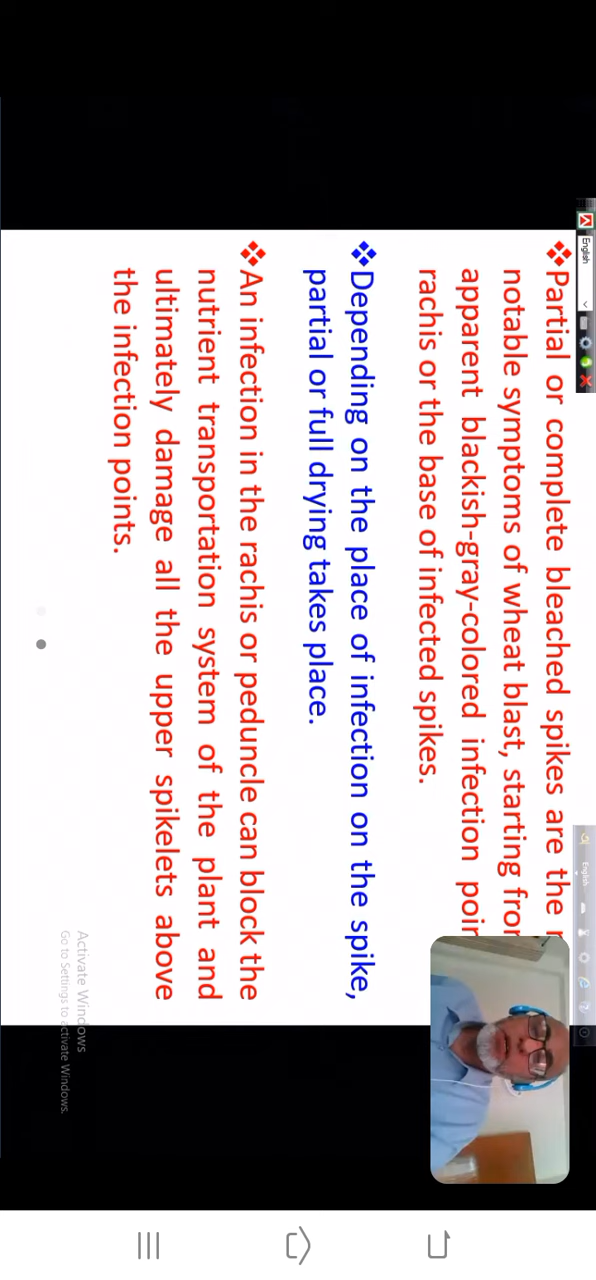 English
English
❖Partial or complete bleached spikes are the
notable symptoms of wheat blast, starting
apparent blackish-gray-colored infection
rachis or the base of infected spikes.
❖Depending on the place of infection on the spike,
partial or full drying takes place.
❖An infection in the rachis or peduncle can block the
nutrient transportation system of the plant and
ultimately damage all the upper spikelets above
the infection points.
Activate Windows
Go to Settings to activate Windows.